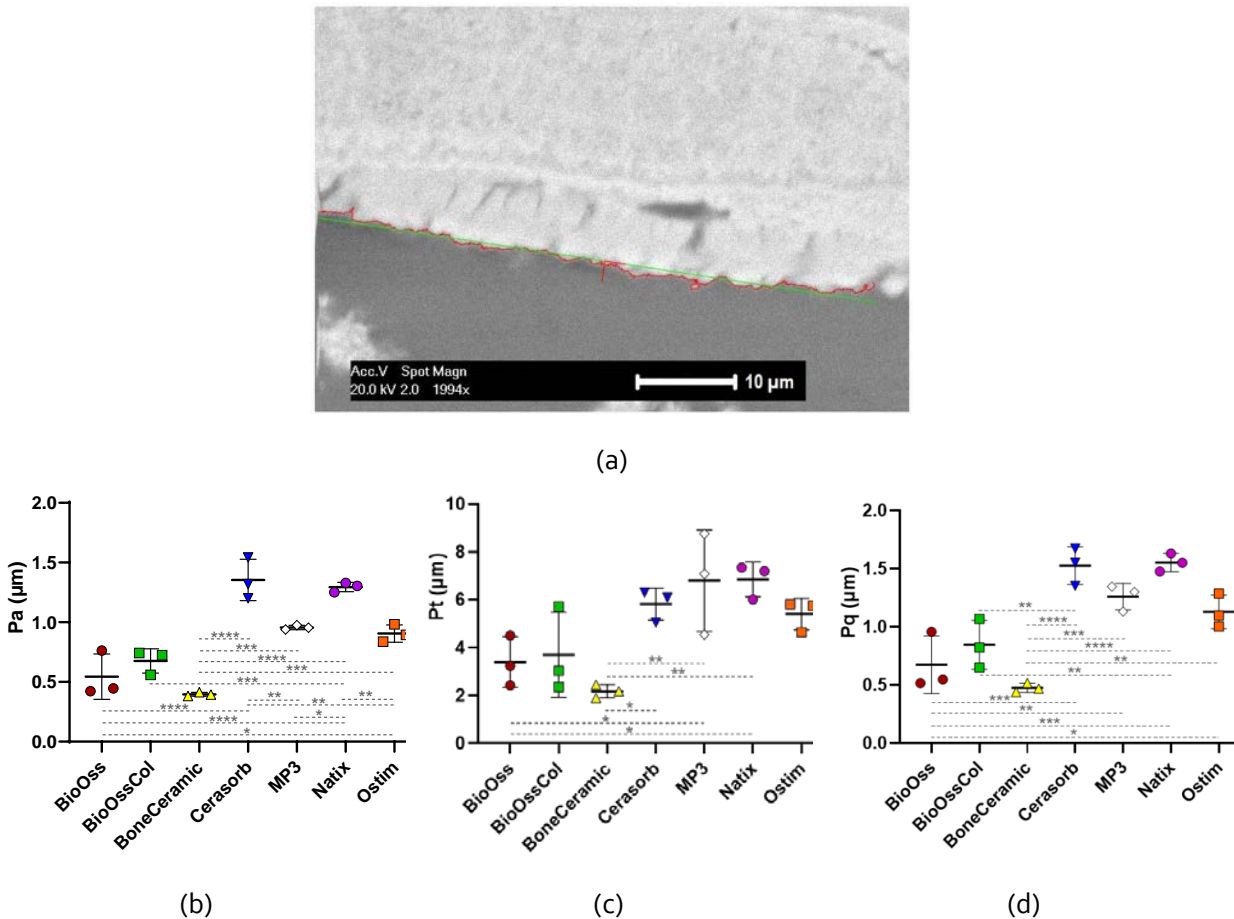 Acc.V Spot Magn
20.0 kV 2.0 1994x
10 µm
(a)
Pa (µm)
2.0
1.5
1.0
0.5
0.0
****
***
****
***
***
**
**
**
****
*
****
*
BioOss
BioOssCol
BoneCeramic
Cerasorb
MP3
Natix
Ostim
(b)
Pt (µm)
10
8
6
4
2
0
**
**
*
*
*
BioOss
BioOssCol
BoneCeramic
Cerasorb
MP3
Natix
Ostim
(c)
Pq (µm)
2.0
1.5
1.0
0.5
0.0
**
****
***
****
**
**
***
**
***
*
BioOss
BioOssCol
BoneCeramic
Cerasorb
MP3
Natix
Ostim
(d)